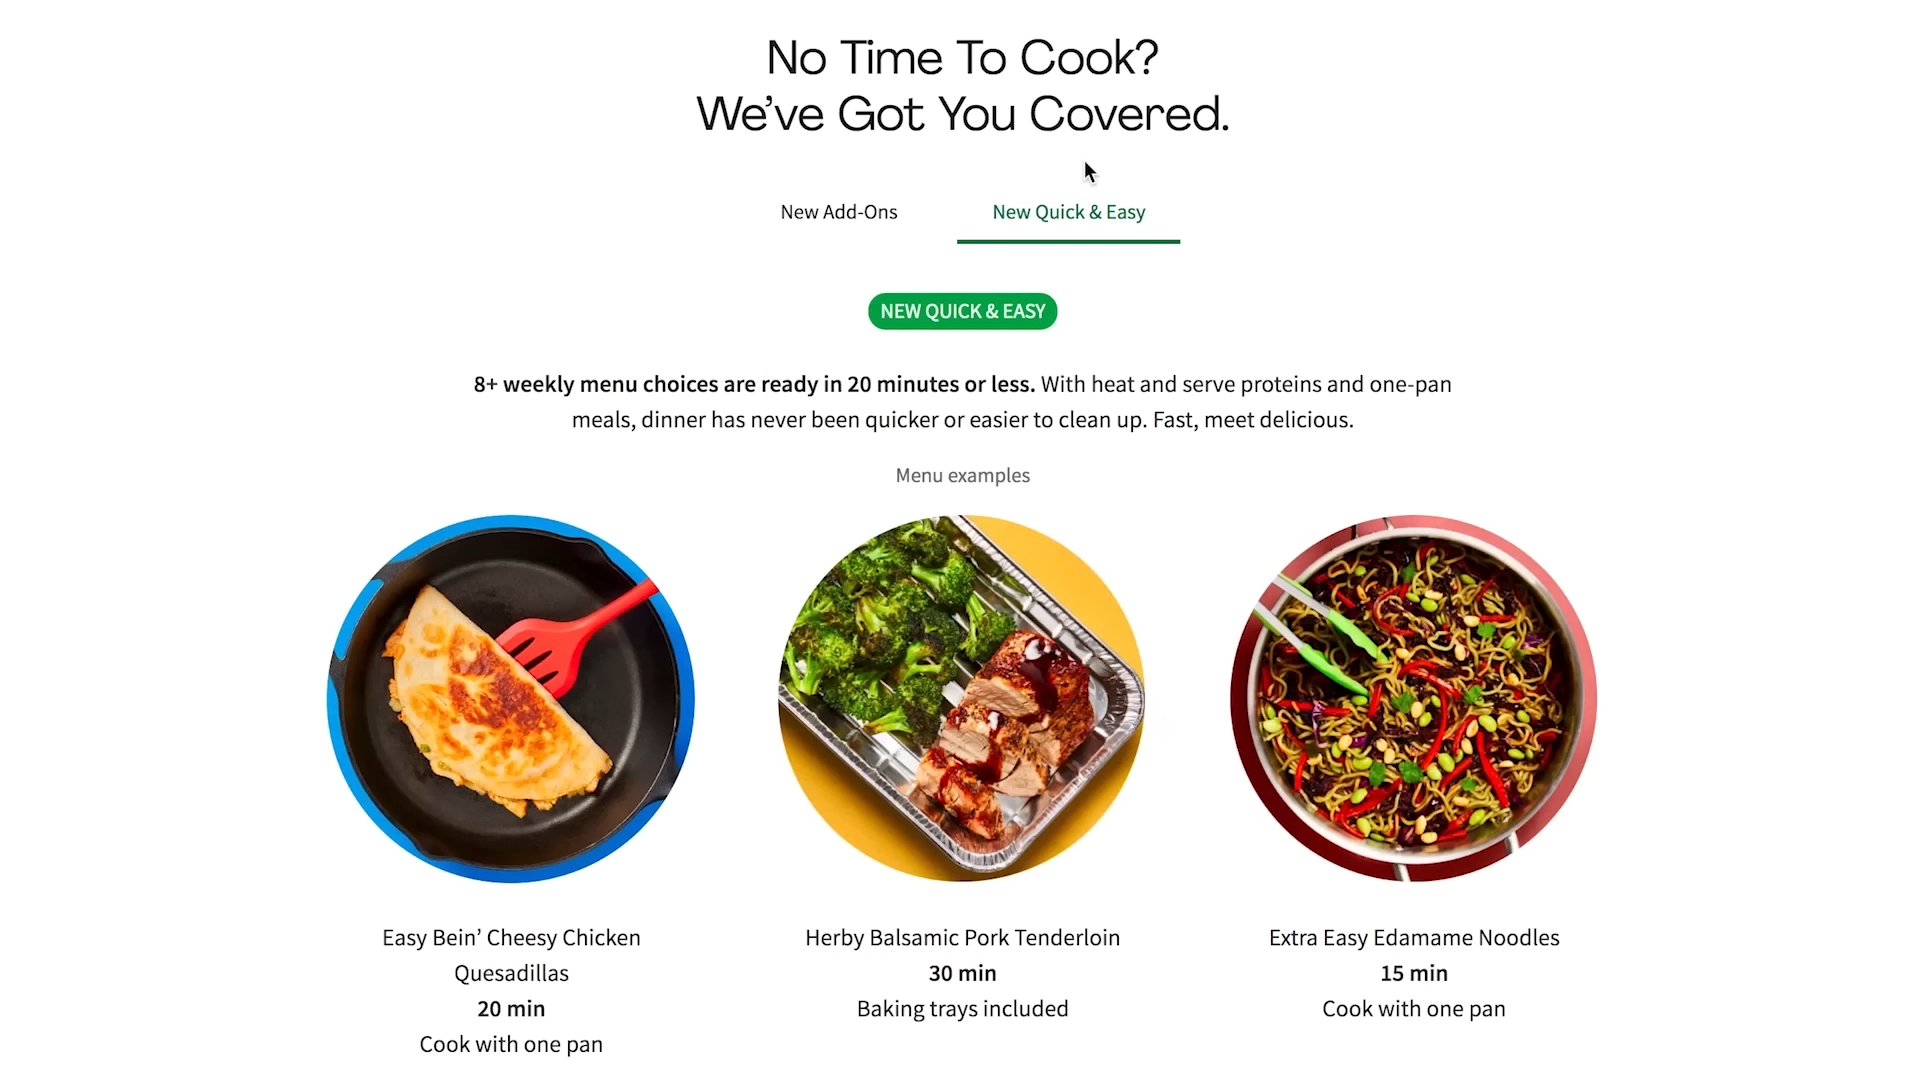 No Time To Cook?
We’ve Got You Covered.
New Add-Ons
New Quick & Easy
NEW QUICK & EASY
8+ weekly menu choices are ready in 20 minutes or less. With heat and serve proteins and one-pan
meals, dinner has never been quicker or easier to clean up. Fast, meet delicious.
Menu examples
Easy Bein’ Cheesy Chicken
Quesadillas
20 min
Cook with one pan
Herby Balsamic Pork Tenderloin
30 min
Baking trays included
Extra Easy Edamame Noodles
15 min
Cook with one pan